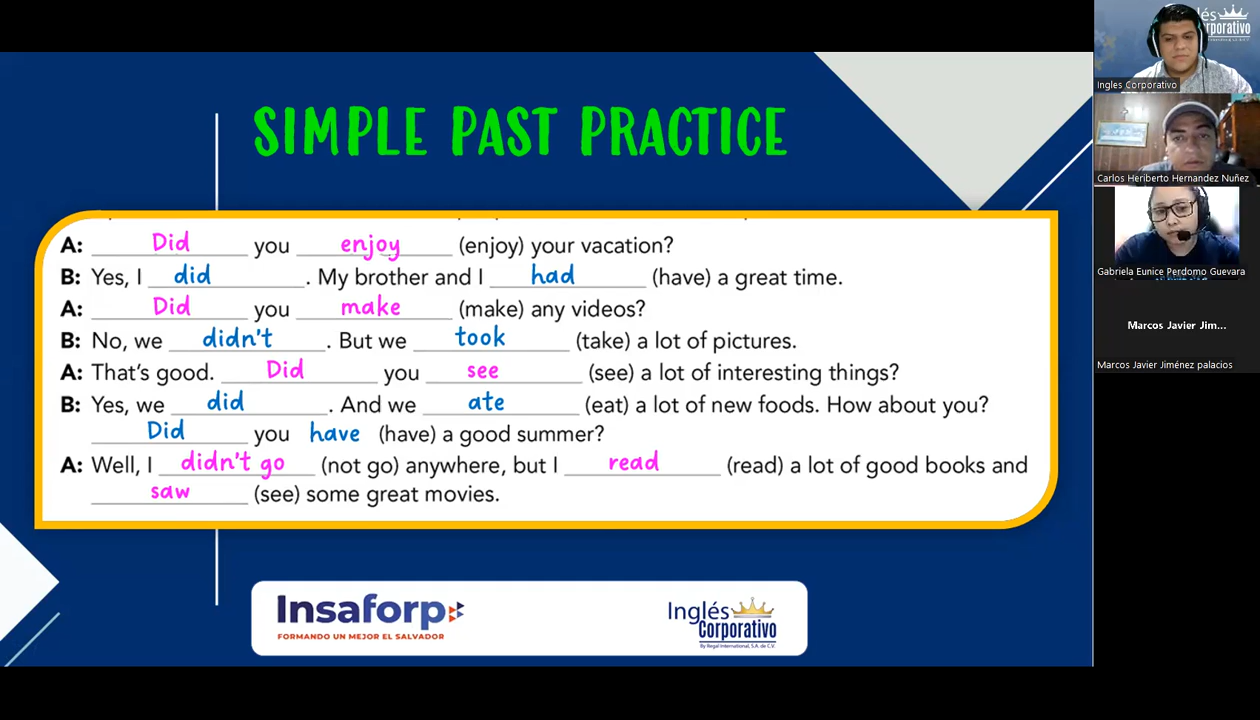 SIMPLE PAST PRACTICE
A: Did you enjoy (enjoy) your vacation?
B: Yes, I did. My brother and I had (have) a great time.
A: Did you make (make) any videos?
B: No, we didn't. But we took (take) a lot of pictures.
A: That's good. Did you see (see) a lot of interesting things?
B: Yes, we did. And we ate (eat) a lot of new foods. How about you?
Did you have (have) a good summer?
A: Well, I didn't go (not go) anywhere, but I read (read) a lot of good books and
saw (see) some great movies.
Insaforp
FORMANDO UN MEJOR EL SALVADOR
Inglés
Corporativo
By Regal International, S.A. de C.V.
Ingles Corporativo
Carlos Heriberto Hernandez Nuñez
Gabriela Eunice Perdomo Guevara
Marcos Javier Jim...
Marcos Javier Jiménez palacios